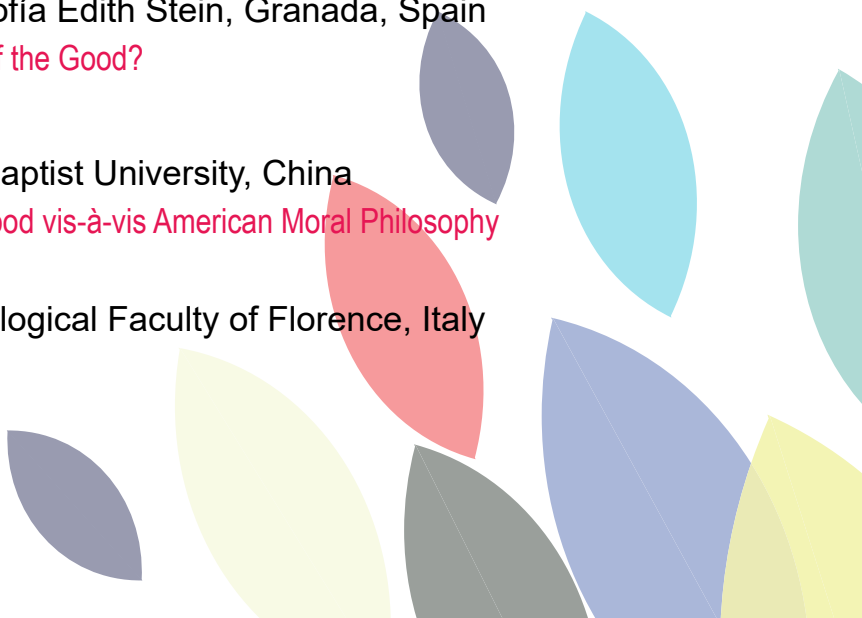 ofía Edith Stein, Granada, Spain
f the Good?
aptist University, China
ood vis-à-vis American Moral Philosophy
logical Faculty of Florence, Italy